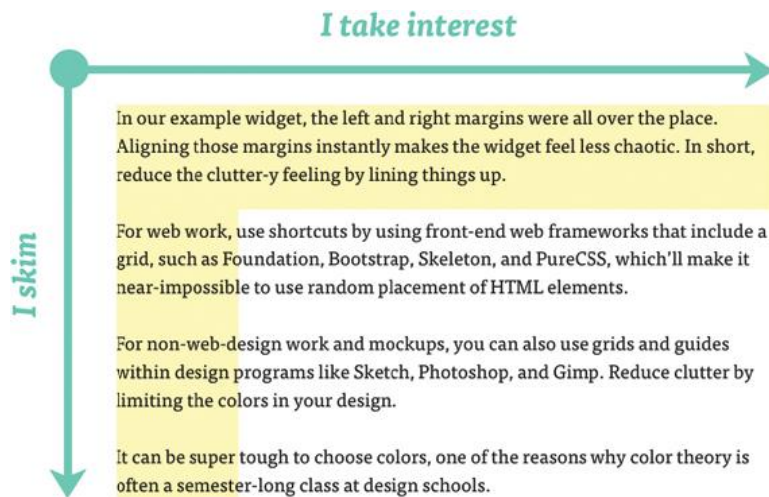 I take interest
I skim
In our example widget, the left and right margins were all over the place.
Aligning those margins instantly makes the widget feel less chaotic. In short,
reduce the clutter-y feeling by lining things up.
For web work, use shortcuts by using front-end web frameworks that include a
grid, such as Foundation, Bootstrap, Skeleton, and PureCSS, which'll make it
near-impossible to use random placement of HTML elements.
For non-web-design work and mockups, you can also use grids and guides
within design programs like Sketch, Photoshop, and Gimp. Reduce clutter by
limiting the colors in your design.
It can be super tough to choose colors, one of the reasons why color theory is
often a semester-long class at design schools.